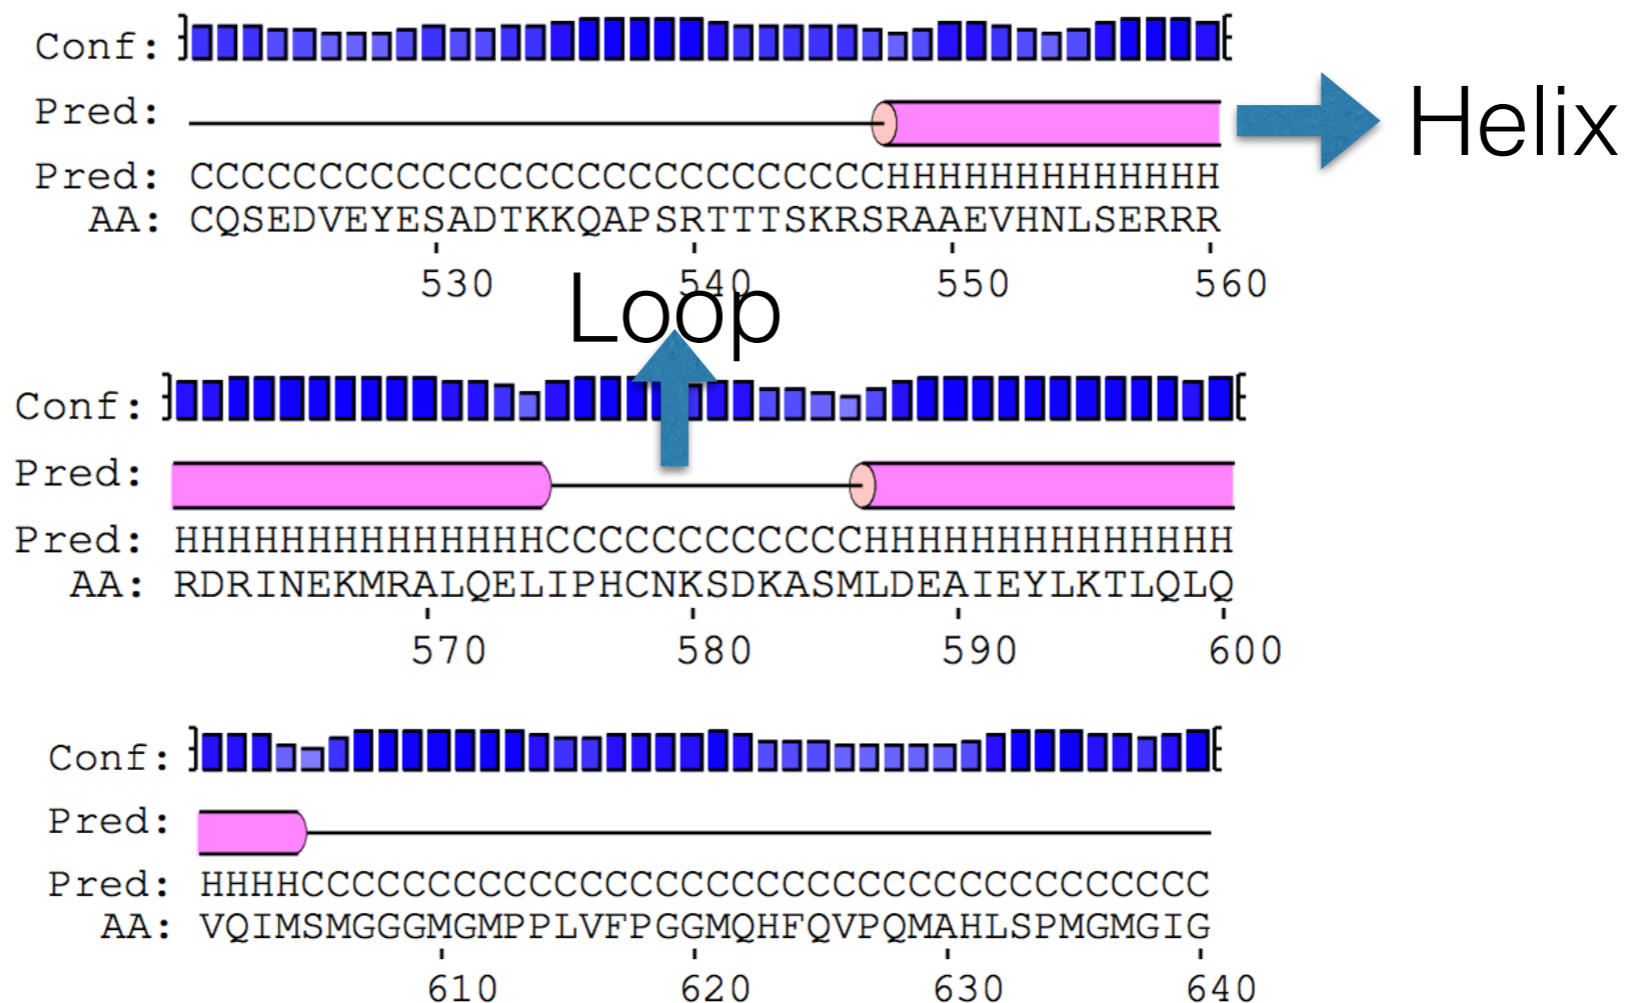 Conf:
Pred:
Helix
Pred: CCCCCCCCCCCCCCCCCCCCCCCCCCCHHHHHHHHHHHHH
AA: CQSEDVEYESADTKKQAPSRTTTSKRSRAAEVHNLSERRR
530 540 550 560
Loop
Conf:
Pred:
Pred: HHHHHHHHHHHHHHCCCCCCCCCCCCHHHHHHHHHHHHHH
AA: RDRINEKMRALQELIPHCNKSDKASMLDEAIEYLKTLQLQ
570 580 590 600
Conf:
Pred:
Pred: HHHHCCCCCCCCCCCCCCCCCCCCCCCCCCCCCCCCCCCC
AA: VQIMSMGGGMGMPPLVFPGGMQHFQVPQMAHLSPMGMGIG
610 620 630 640